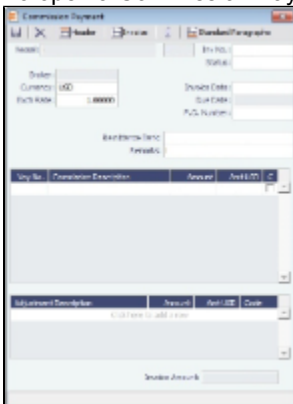 Commission Payment
X Header Invoice Standard Paragraphs
Vessel: Inv No.:
Status:
Broker:
Currency: USD Invoice Date:
Exch Rate: 1.00000 Due Date:
Remittance Bank:
Remarks:
Voy No. Commission Description Amount Amt USD C
Adjustment Description Amount Amt USD Code
Click here to add a new
Invoice Amount: